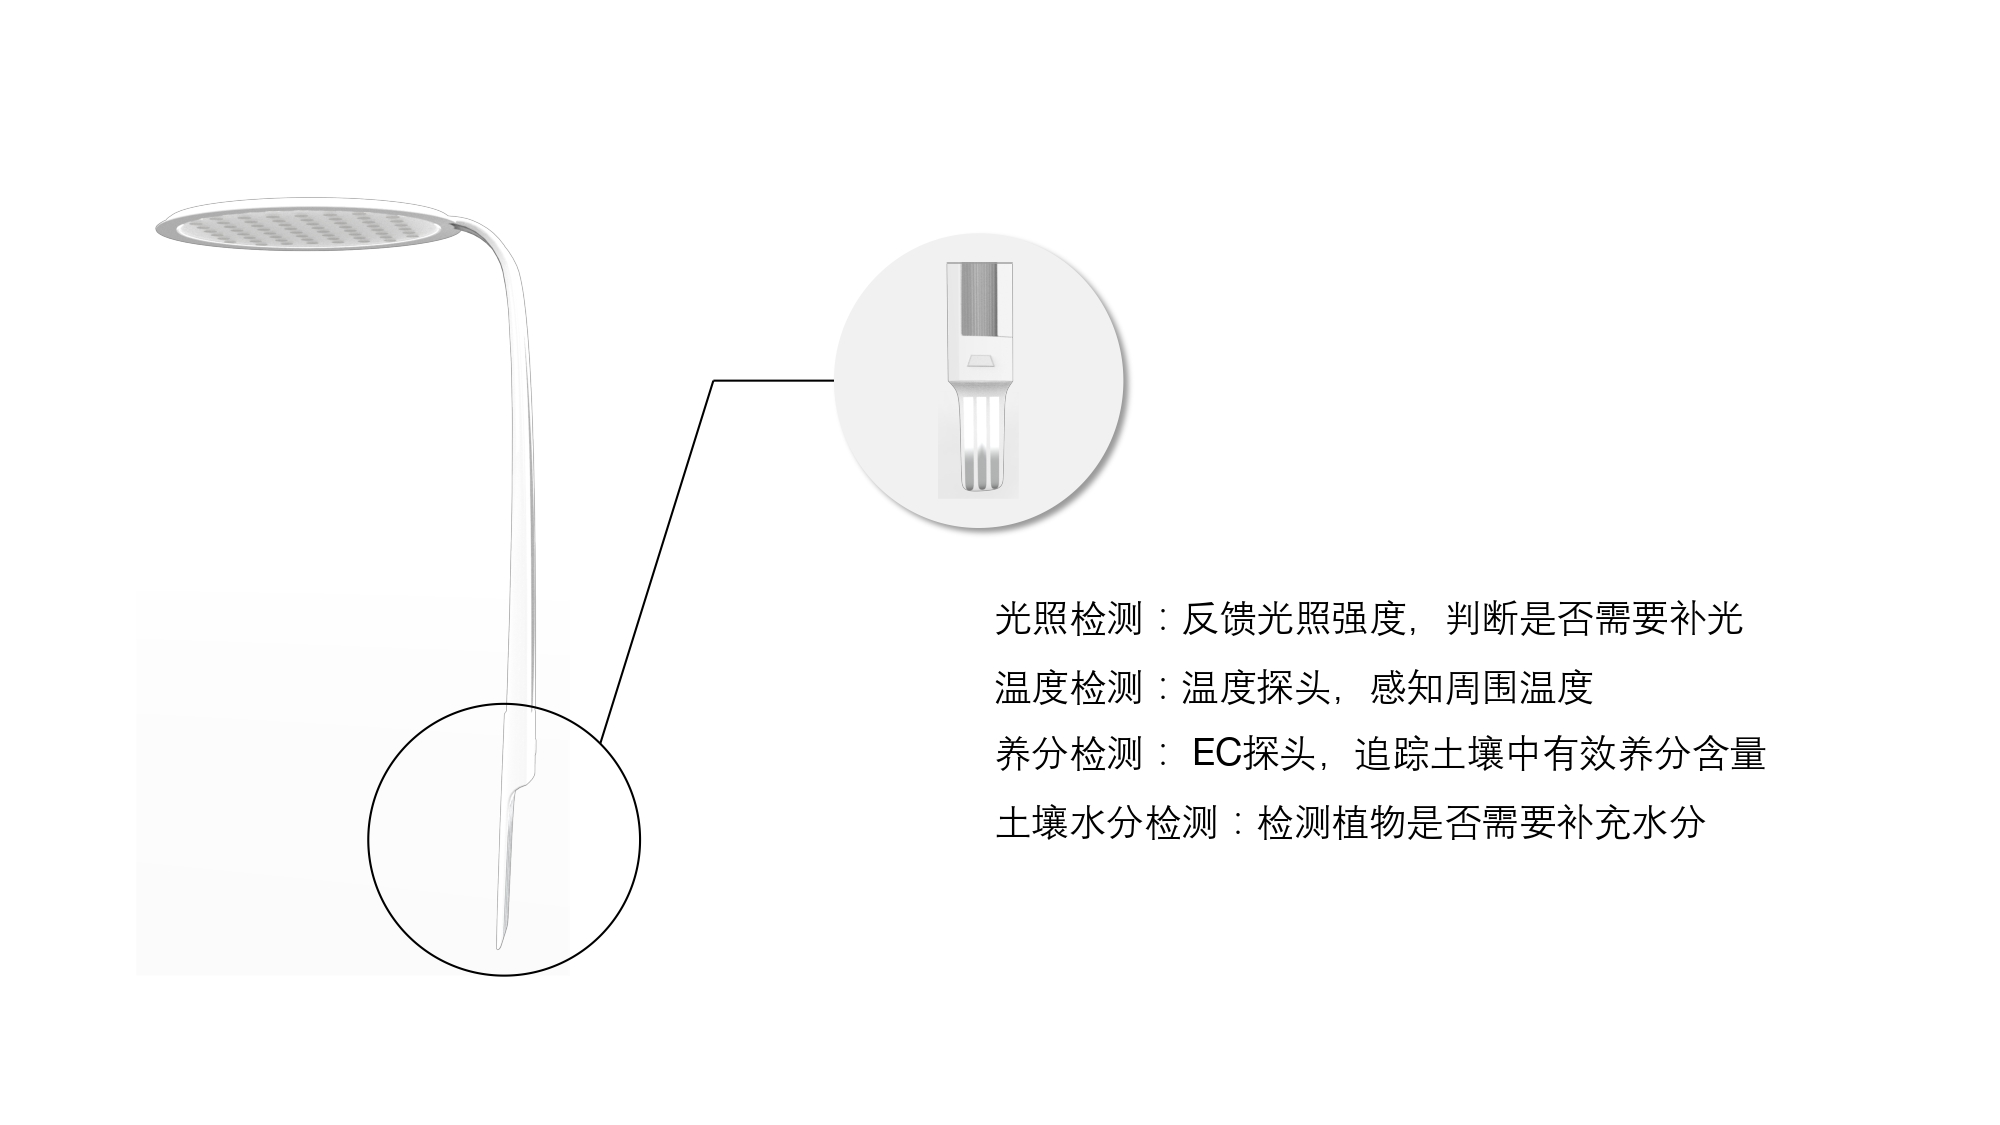 光照检测：反馈光照强度，判断是否需要补光
温度检测：温度探头，感知周围温度
养分检测： EC探头，追踪土壤中有效养分含量
土壤水分检测：检测植物是否需要补充水分